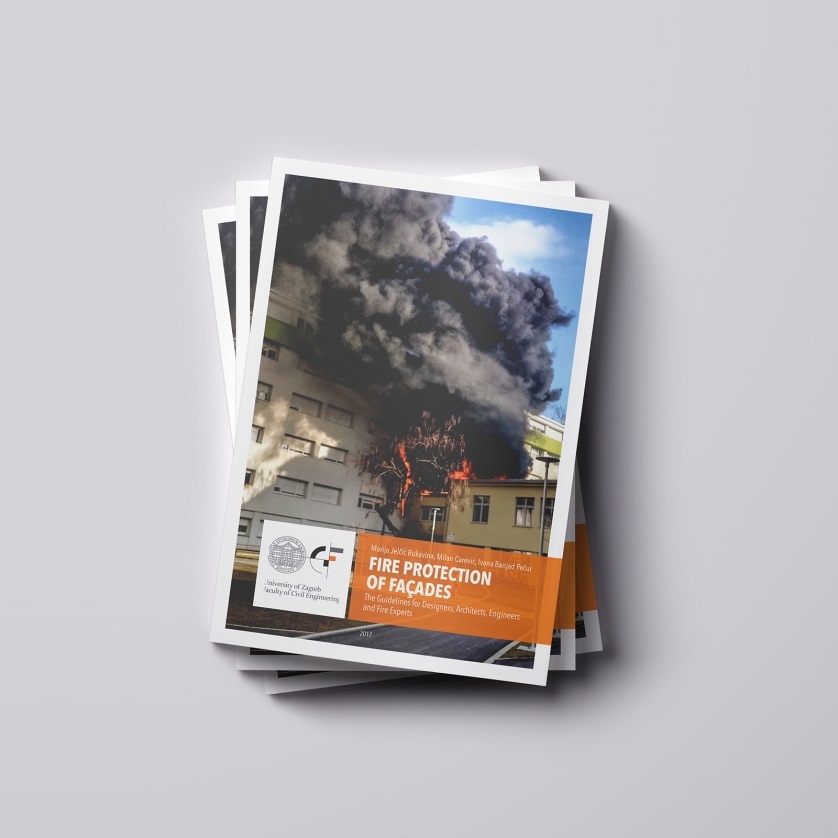 Marija Jelčić Rukavina, Milan Carević, Ivana Banjad Pečur
FIRE PROTECTION
OF FAÇADES
The Guidelines for Designers, Architects, Engineers
and Fire Experts
University of Zagreb
Faculty of Civil Engineering
2017